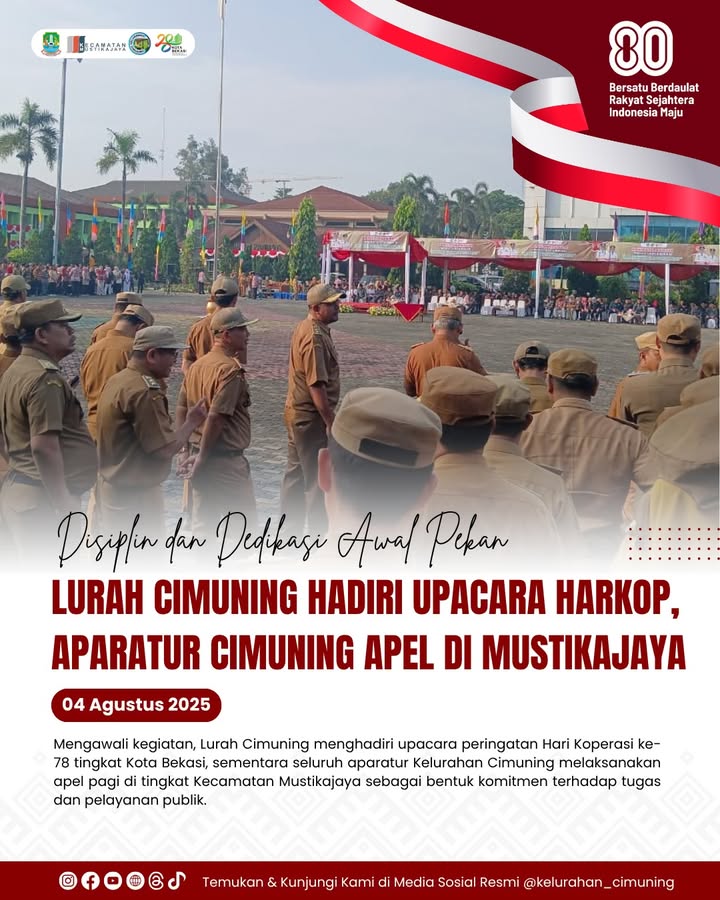 KECAMATAN
MUSTIKAJAYA
KOTA
BEKASI
80
Bersatu Berdaulat
Rakyat Sejahtera
Indonesia Maju
Disiplin dan Dedikasi Awal Pekan
LURAH CIMUNING HADIRI UPACARA HARKOP,
APARATUR CIMUNING APEL DI MUSTIKAJAYA
04 Agustus 2025
Mengawali kegiatan, Lurah Cimuning menghadiri upacara peringatan Hari Koperasi ke-
78 tingkat Kota Bekasi, sementara seluruh aparatur Kelurahan Cimuning melaksanakan
apel pagi di tingkat Kecamatan Mustikajaya sebagai bentuk komitmen terhadap tugas
dan pelayanan publik.
Temukan & Kunjungi Kami di Media Sosial Resmi @kelurahan_cimuning